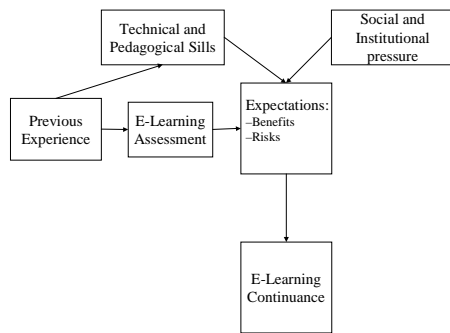 Technical and
Pedagogical Sills
Social and
Institutional
pressure
Previous
Experience
E-Learning
Assessment
Expectations:
–Benefits
–Risks
E-Learning
Continuance